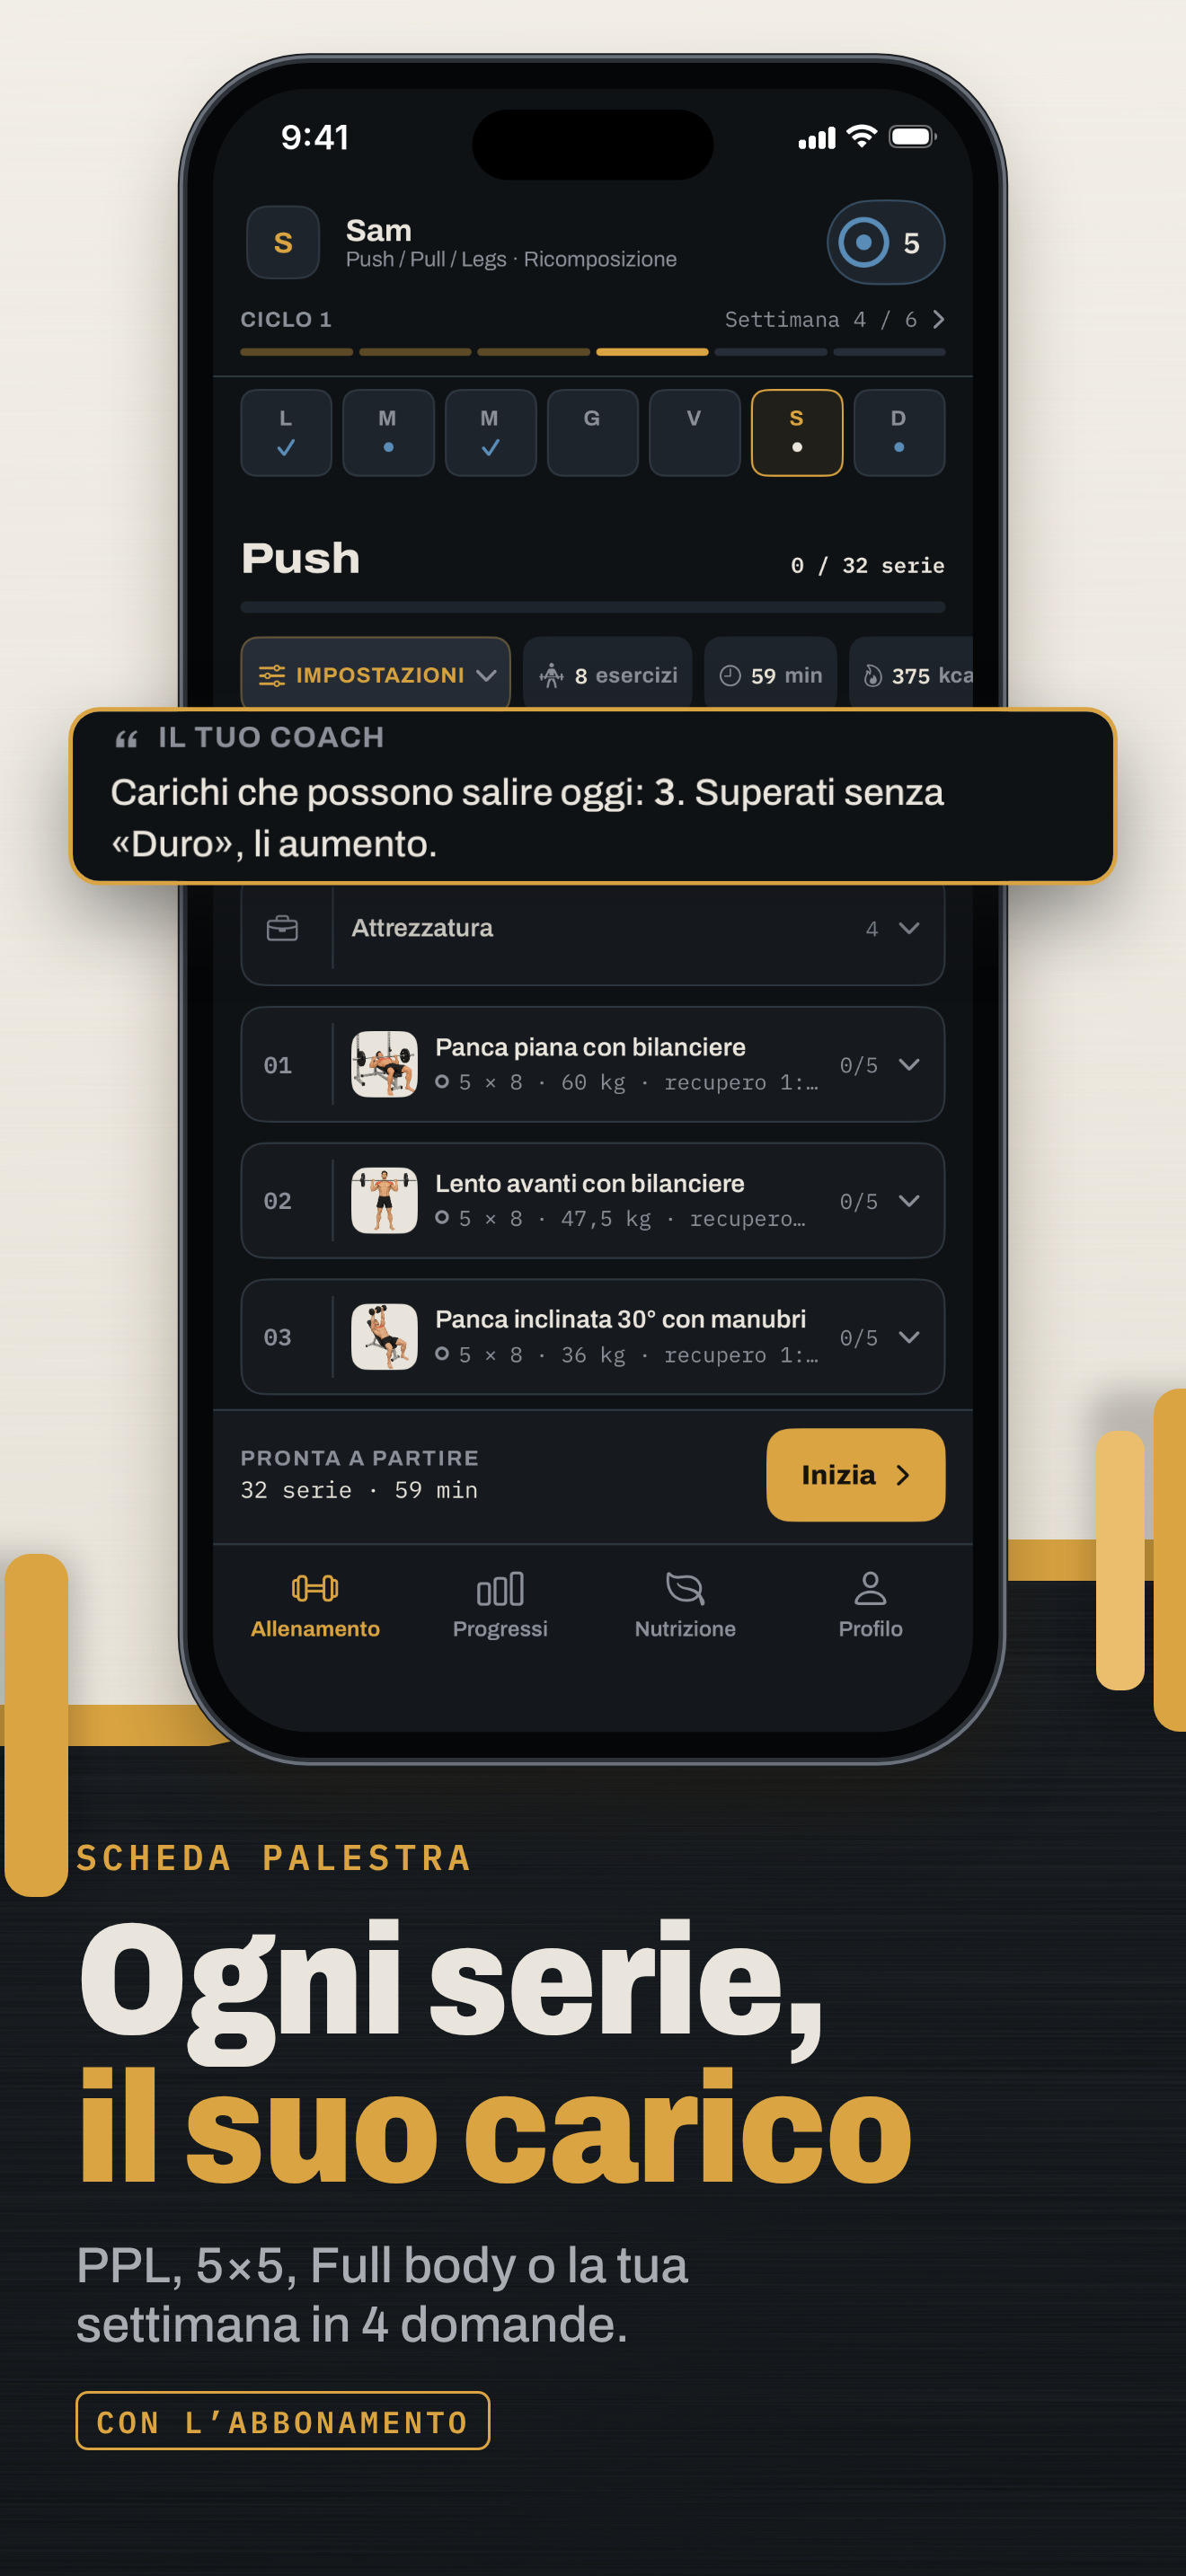 9:41
S
Sam
Push / Pull / Legs · Ricomposizione
5
CICLO 1
Settimana 4 / 6
L M M G V S D
Push
0 / 32 serie
IMPOSTAZIONI
8 esercizi
59 min
375 kca
“ IL TUO COACH
Carichi che possono salire oggi: 3. Superati senza
«Duro», li aumento.
Attrezzatura
4
01
Panca piana con bilanciere
5 × 8 · 60 kg · recupero 1:…
0/5
02
Lento avanti con bilanciere
5 × 8 · 47,5 kg · recupero…
0/5
03
Panca inclinata 30° con manubri
5 × 8 · 36 kg · recupero 1:…
0/5
PRONTA A PARTIRE
32 serie · 59 min
Inizia
Allenamento
Progressi
Nutrizione
Profilo
SCHEDA PALESTRA
Ogni serie,
il suo carico
PPL, 5×5, Full body o la tua
settimana in 4 domande.
CON L’ABBONAMENTO